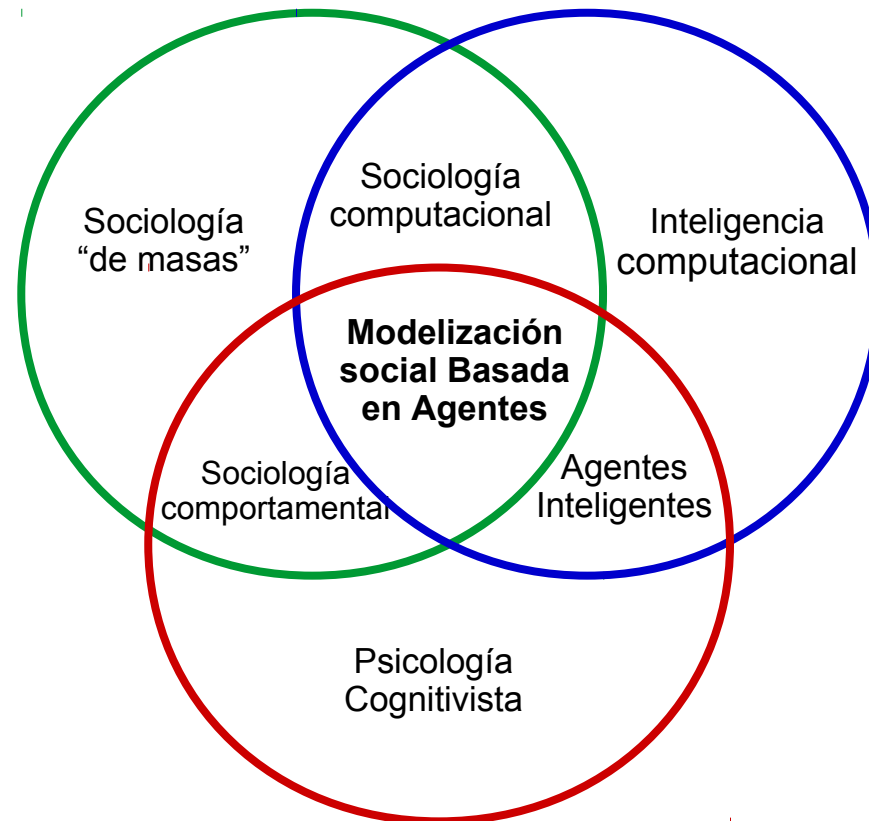 Sociología
“de masas”
Sociología
computacional
Inteligencia
computacional
Modelización
social Basada
en Agentes
Sociología
comportamental
Agentes
Inteligentes
Psicología
Cognitivista